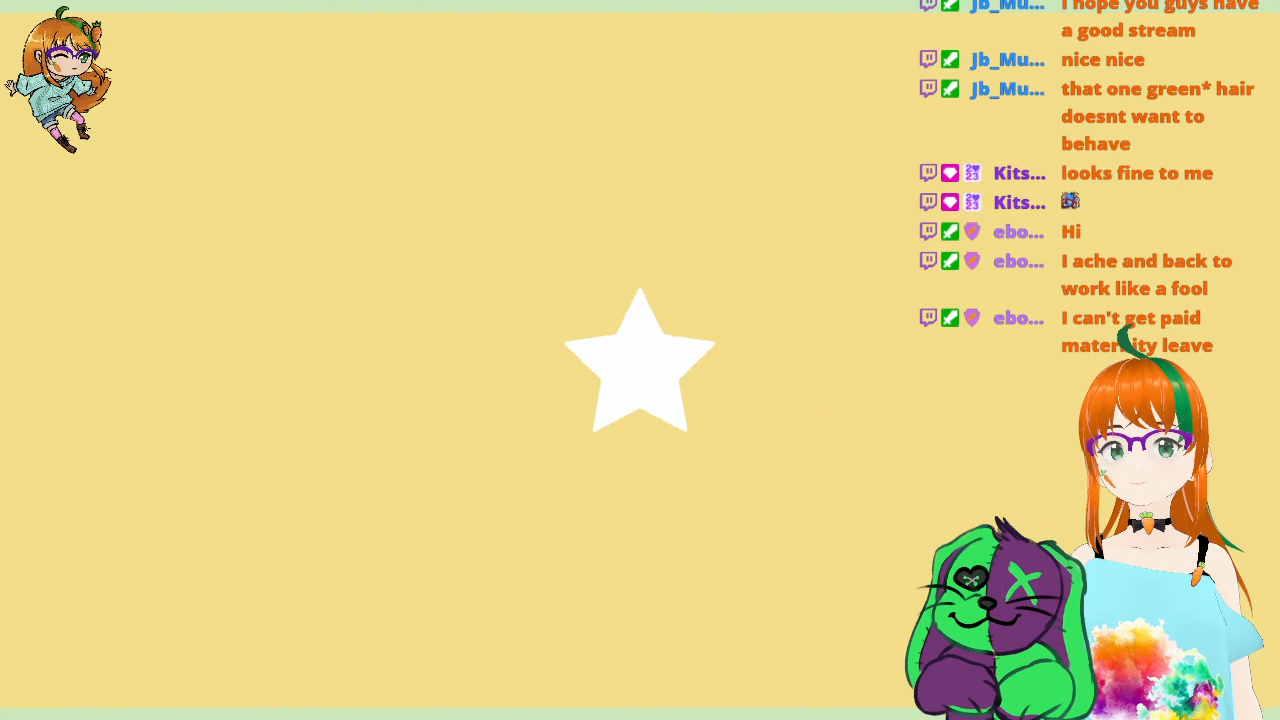 Jb_Mu... I hope you guys have
a good stream
Jb_Mu... nice nice
Jb_Mu... that one green* hair
doesnt want to
behave
Kits... looks fine to me
Kits...
ebo... Hi
ebo... I ache and back to
work like a fool
ebo... I can't get paid
maternity leave